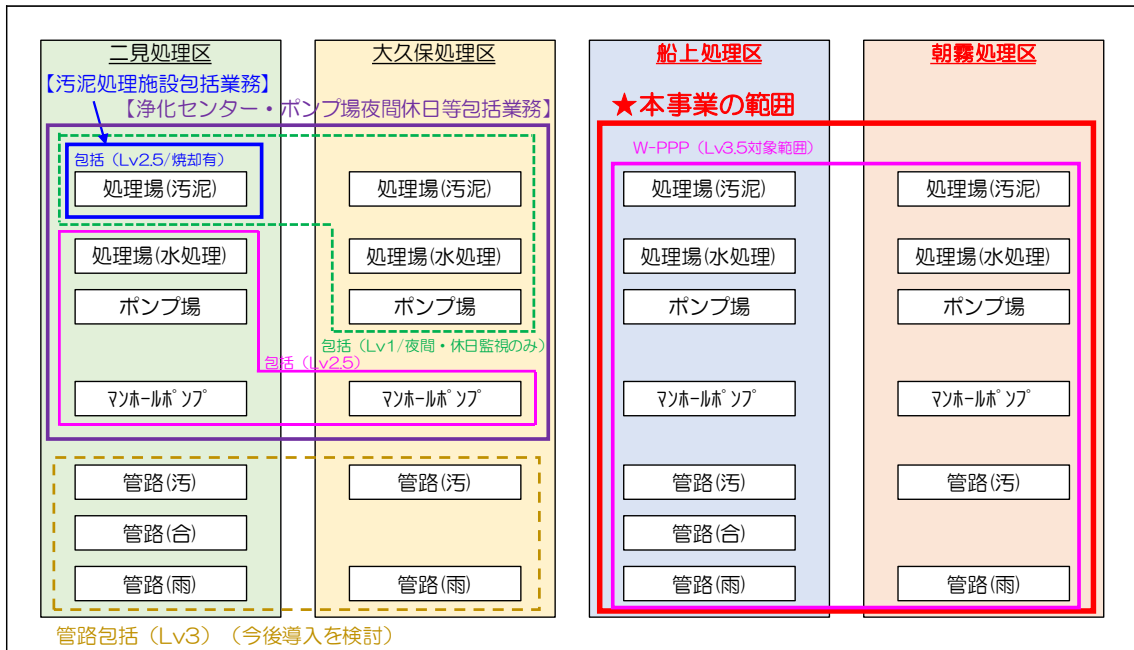 二見処理区
大久保処理区
船上処理区
朝霧処理区
【汚泥処理施設包括業務】
【浄化センター・ポンプ場夜間休日等包括業務】
★本事業の範囲
包括（Lv2.5/焼却有）
W-PPP（Lv3.5対象範囲）
処理場(汚泥)
処理場(汚泥)
処理場(汚泥)
処理場(汚泥)
処理場(水処理)
処理場(水処理)
処理場(水処理)
処理場(水処理)
ポンプ場
ポンプ場
ポンプ場
ポンプ場
包括（Lv1/夜間・休日監視のみ）
包括（Lv2.5）
ﾏﾝﾎｰﾙﾎﾟﾝﾌﾟ
ﾏﾝﾎｰﾙﾎﾟﾝﾌﾟ
ﾏﾝﾎｰﾙﾎﾟﾝﾌﾟ
ﾏﾝﾎｰﾙﾎﾟﾝﾌﾟ
管路(汚)
管路(汚)
管路(汚)
管路(汚)
管路(合)
管路(合)
管路(雨)
管路(雨)
管路(雨)
管路(雨)
管路包括（Lv3）（今後導入を検討）